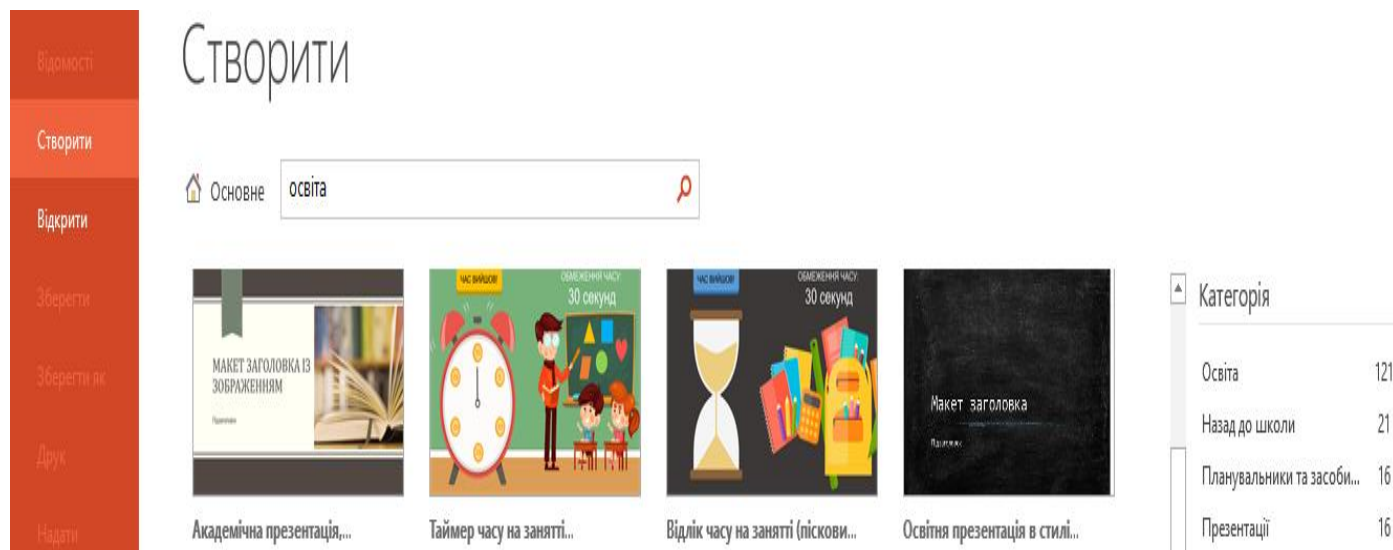 Відомості
Створити
Відкрити
Зберегти
Зберегти як
Друк
Надати
Створити
Основне
освіта
МАКЕТ ЗАГОЛОВКА ІЗ
ЗОБРАЖЕННЯМ
Підзаголовок
Академічна презентація,...
ЧАС ВИЙШОВ!
ОБМЕЖЕННЯ ЧАСУ:
30 секунд
Таймер часу на занятті...
ЧАС ВИЙШОВ!
ОБМЕЖЕННЯ ЧАСУ:
30 секунд
Відлік часу на занятті (піскови...
Макет заголовка
Освітня презентація в стилі...
Категорія
Освіта 121
Назад до школи 21
Планувальники та засоби... 16
Презентації 16